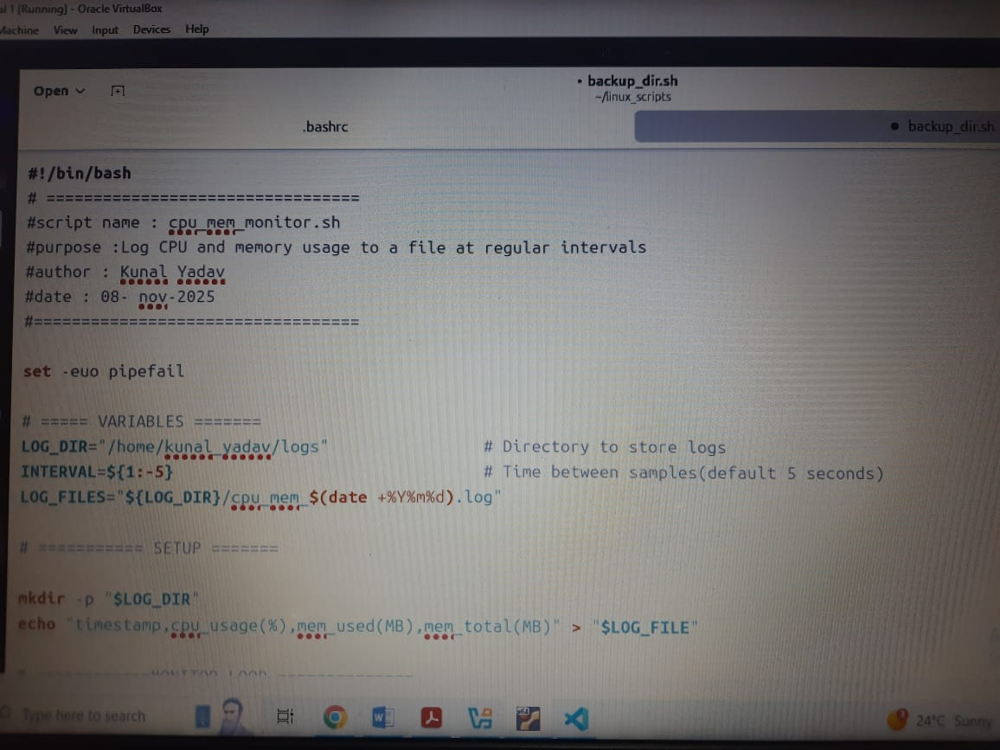 al 1 [Running] - Oracle VirtualBox
Machine View Input Devices Help
Open
• backup_dir.sh
~/linux_scripts
.bashrc
● backup_dir.sh
#!/bin/bash
# =================================
#script name : cpu_mem_monitor.sh
#purpose :Log CPU and memory usage to a file at regular intervals
#author : Kunal Yadav
#date : 08- nov-2025
#==================================
set -euo pipefail
# ===== VARIABLES =======
LOG_DIR="/home/kunal_yadav/logs" # Directory to store logs
INTERVAL=${1:-5} # Time between samples(default 5 seconds)
LOG_FILES="${LOG_DIR}/cpu_mem_$(date +%Y%m%d).log"
# =========== SETUP =======
mkdir -p "$LOG_DIR"
echo "timestamp,cpu_usage(%),mem_used(MB),mem_total(MB)" > "$LOG_FILE"
# ============MONITOR LOOP ==============
Type here to search
24°C Sunny